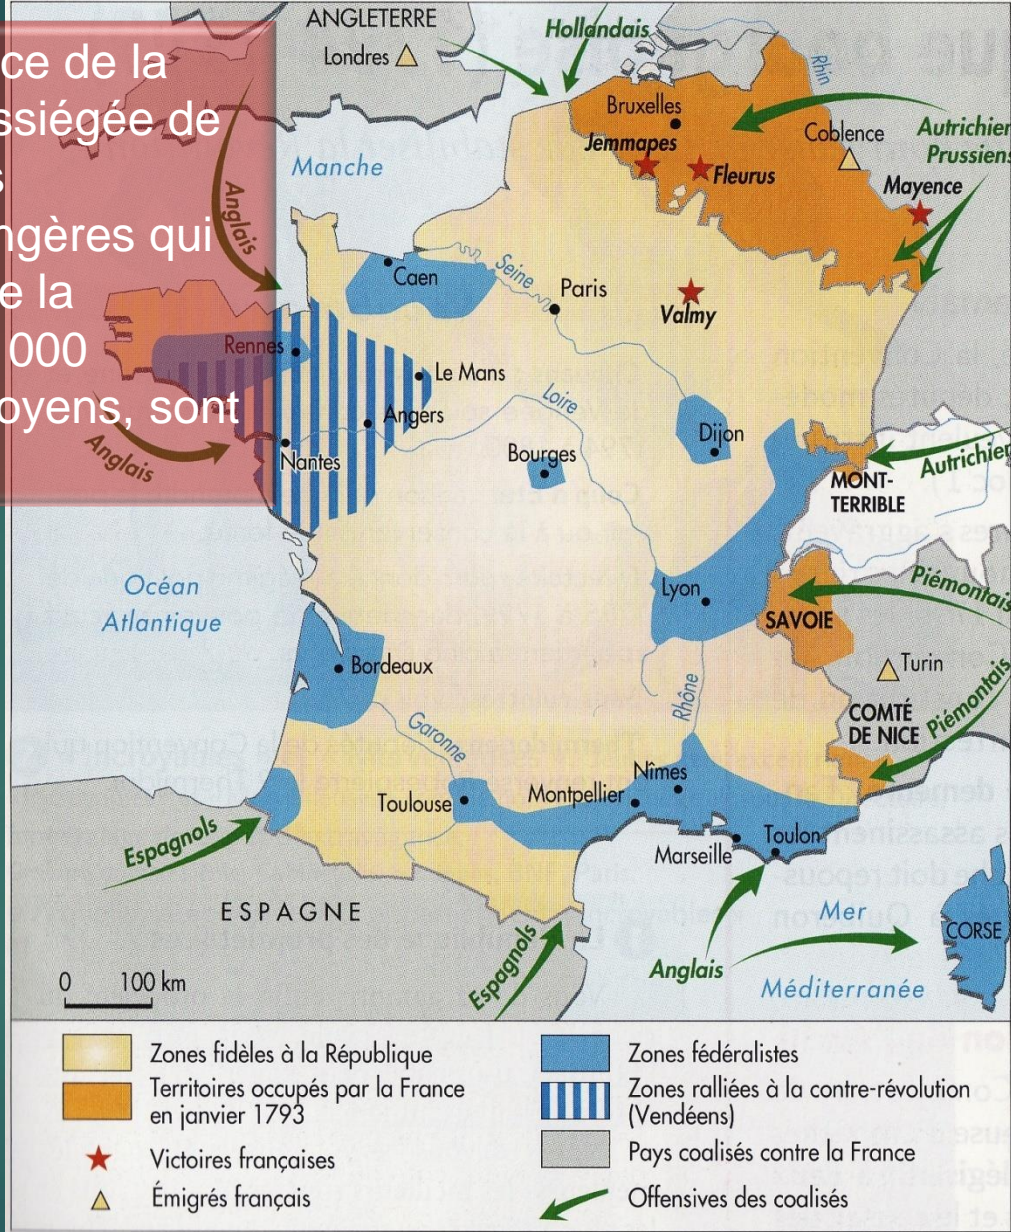 ce de la
ssiégée de
s
ngères qui
e la
000
oyens, sont
ANGLETERRE
Londres
Hollandais
Rhin
Bruxelles
Jemmapes
Fleurus
Coblence
Autrichien
Prussiens
Mayence
Manche
Anglais
Caen
Seine
Paris
Valmy
Rennes
Le Mans
Angers
Loire
Nantes
Anglais
Bourges
Dijon
Autrichien
MONT-
TERRIBLE
Océan
Atlantique
Lyon
SAVOIE
Piémontais
Turin
Bordeaux
Rhône
Piémontais
COMTÉ
DE NICE
Garonne
Nîmes
Toulouse
Montpellier
Toulon
Marseille
Espagnols
ESPAGNE
Mer
Méditerranée
CORSE
Anglais
Espagnols
0 100 km
Zones fidèles à la République
Territoires occupés par la France
en janvier 1793
Victoires françaises
Émigrés français
Zones fédéralistes
Zones ralliées à la contre-révolution
(Vendéens)
Pays coalisés contre la France
Offensives des coalisés